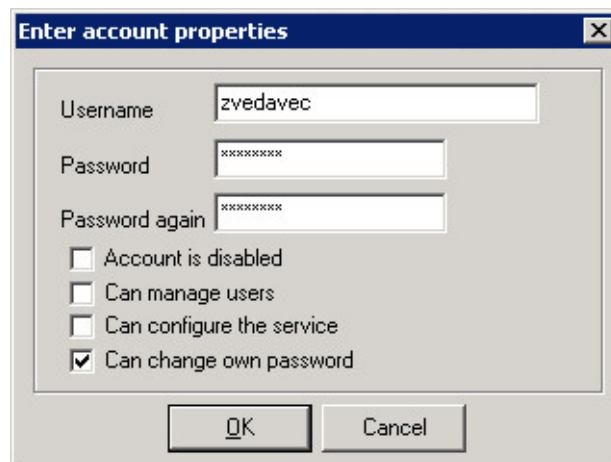 Enter account properties
Username zvedavec
Password ********
Password again ********
Account is disabled
Can manage users
Can configure the service
Can change own password
OK Cancel